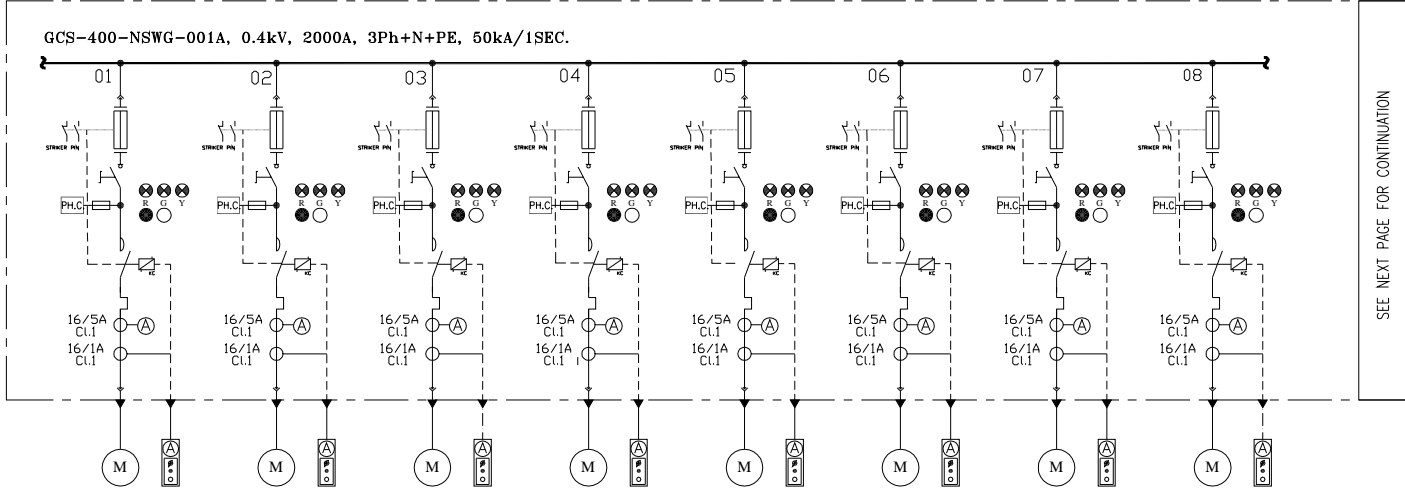 GCS-400-NSWG-001A, 0.4kV, 2000A, 3Ph+N+PE, 50kA/1SEC.
01 02 03 04 05 06 07 08
STRIKER PIN STRIKER PIN STRIKER PIN STRIKER PIN STRIKER PIN STRIKER PIN STRIKER PIN STRIKER PIN
R G Y R G Y R G Y R G Y R G Y R G Y R G Y R G Y
PH.C PH.C PH.C PH.C PH.C PH.C PH.C PH.C
KC KC KC KC KC KC KC KC
16/5A A 16/5A A 16/5A A 16/5A A 16/5A A 16/5A A 16/5A A 16/5A A
Cl.1 Cl.1 Cl.1 Cl.1 Cl.1 Cl.1 Cl.1 Cl.1
16/1A 16/1A 16/1A 16/1A 16/1A 16/1A 16/1A 16/1A
Cl.1 Cl.1 Cl.1 Cl.1 Cl.1 Cl.1 Cl.1 Cl.1
A A A A A A A A
M M M M M M M M
SEE NEXT PAGE FOR CONTINUATION